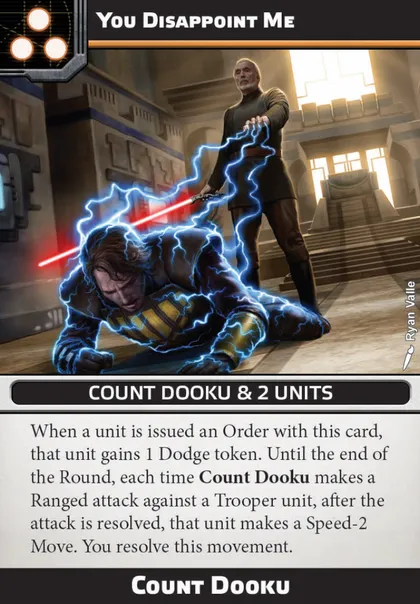 You Disappoint Me
Ryan Valle
COUNT DOOKU & 2 UNITS
When a unit is issued an Order with this card,
that unit gains 1 Dodge token. Until the end of
the Round, each time Count Dooku makes a
Ranged attack against a Trooper unit, after the
attack is resolved, that unit makes a Speed-2
Move. You resolve this movement.
Count Dooku